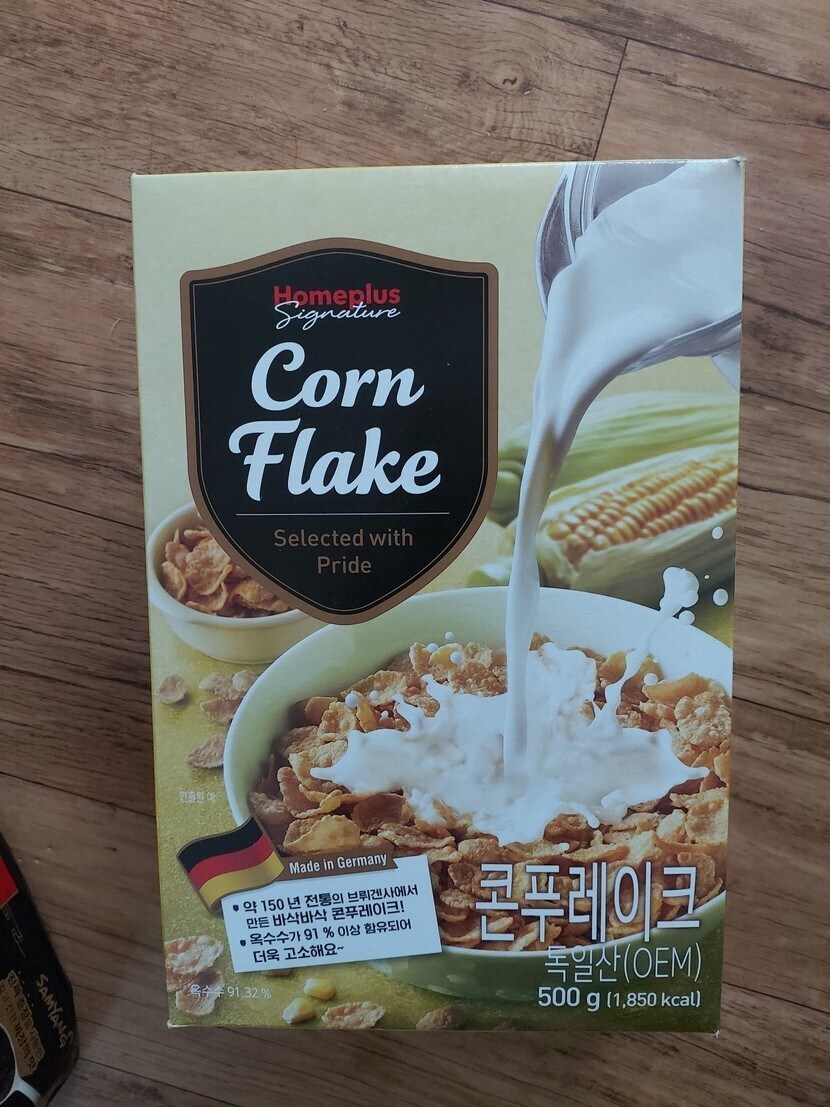 Homeplus
Signature
Corn
Flake
Selected with
Pride
연출된 예
Made in Germany
• 약 150 년 전통의 브뤼겐사에서
만든 바삭바삭 콘푸레이크!
• 옥수수가 91 % 이상 함유되어
더욱 고소해요~
옥수수 91.32 %
콘푸레이크
독일산(OEM)
500 g (1,850 kcal)
SAMYANG